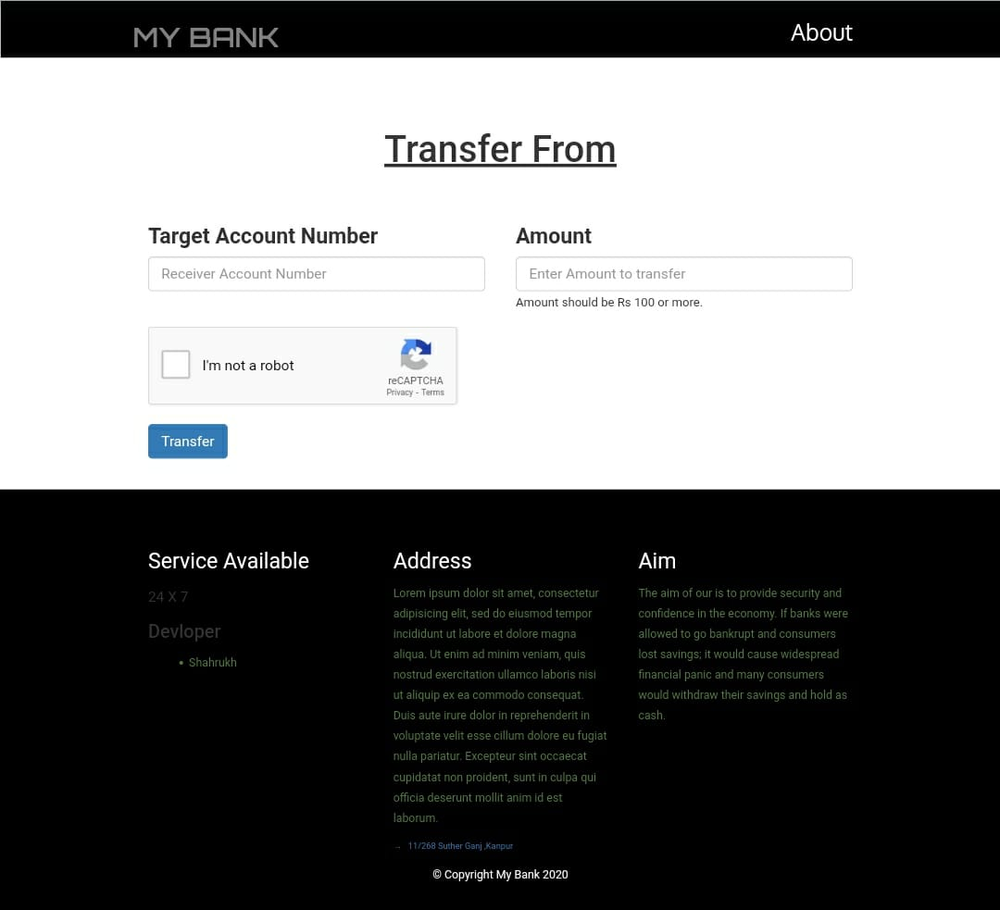 MY BANK
About
Transfer From
Target Account Number
Receiver Account Number
Amount
Enter Amount to transfer
Amount should be Rs 100 or more.
I'm not a robot
reCAPTCHA
Privacy - Terms
Transfer
Service Available
24 X 7
Devloper
• Shahrukh
Address
Lorem ipsum dolor sit amet, consectetur
adipisicing elit, sed do eiusmod tempor
incididunt ut labore et dolore magna
aliqua. Ut enim ad minim veniam, quis
nostrud exercitation ullamco laboris nisi
ut aliquip ex ea commodo consequat.
Duis aute irure dolor in reprehenderit in
voluptate velit esse cillum dolore eu fugiat
nulla pariatur. Excepteur sint occaecat
cupidatat non proident, sunt in culpa qui
officia deserunt mollit anim id est
laborum.
→ 11/268 Suther Ganj ,Kanpur
Aim
The aim of our is to provide security and
confidence in the economy. If banks were
allowed to go bankrupt and consumers
lost savings; it would cause widespread
financial panic and many consumers
would withdraw their savings and hold as
cash.
© Copyright My Bank 2020